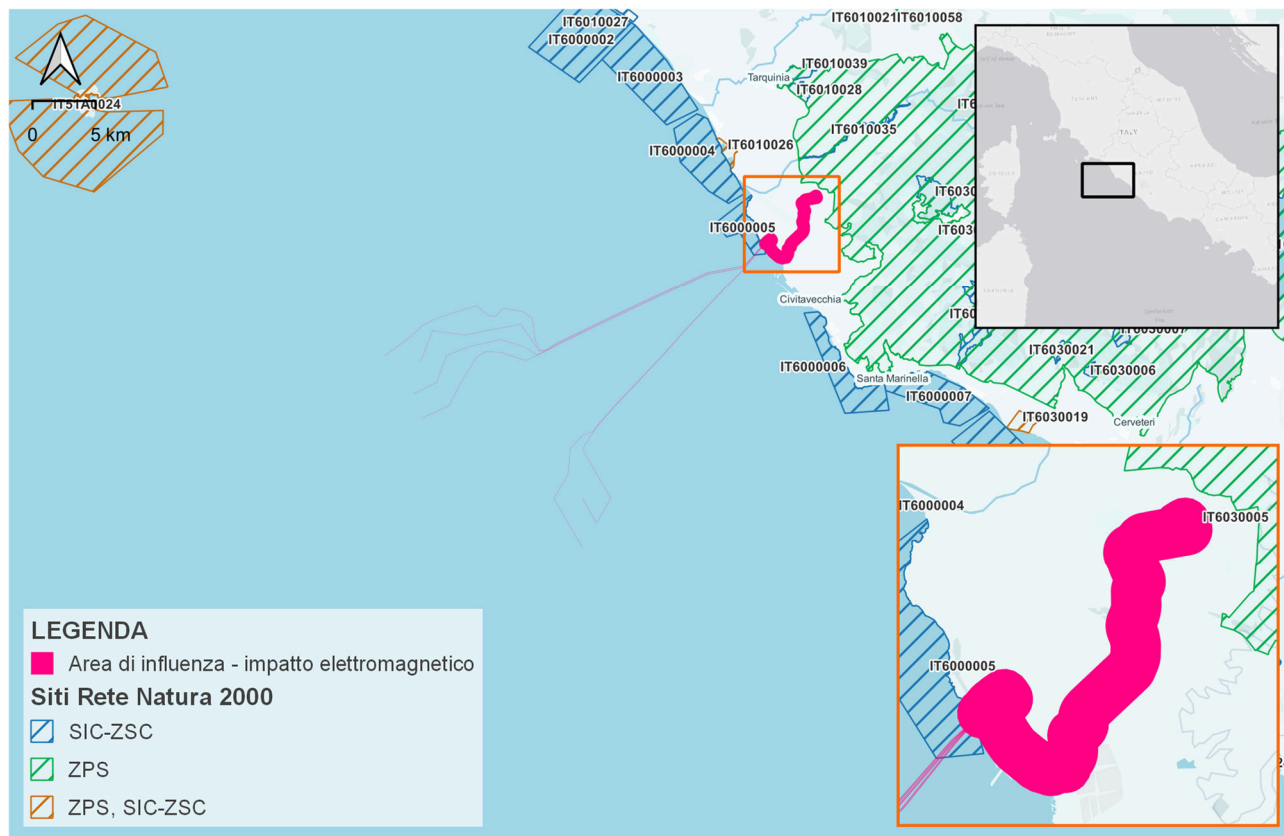 IT6010027
IT6000002
IT6010021
IT6010058
IT6000003
IT6010039
Tarquinia
IT6010028
IT51A0024
0
5 km
IT6010035
IT6010026
IT6000004
IT6000005
Civitavecchia
IT6000006
Santa Marinella
IT6000007
IT6030021
IT6030006
IT6030019
Cerveteri
ITALY
IT6000004
IT6030005
IT6000005
LEGENDA
Area di influenza - impatto elettromagnetico
Siti Rete Natura 2000
SIC-ZSC
ZPS
ZPS, SIC-ZSC